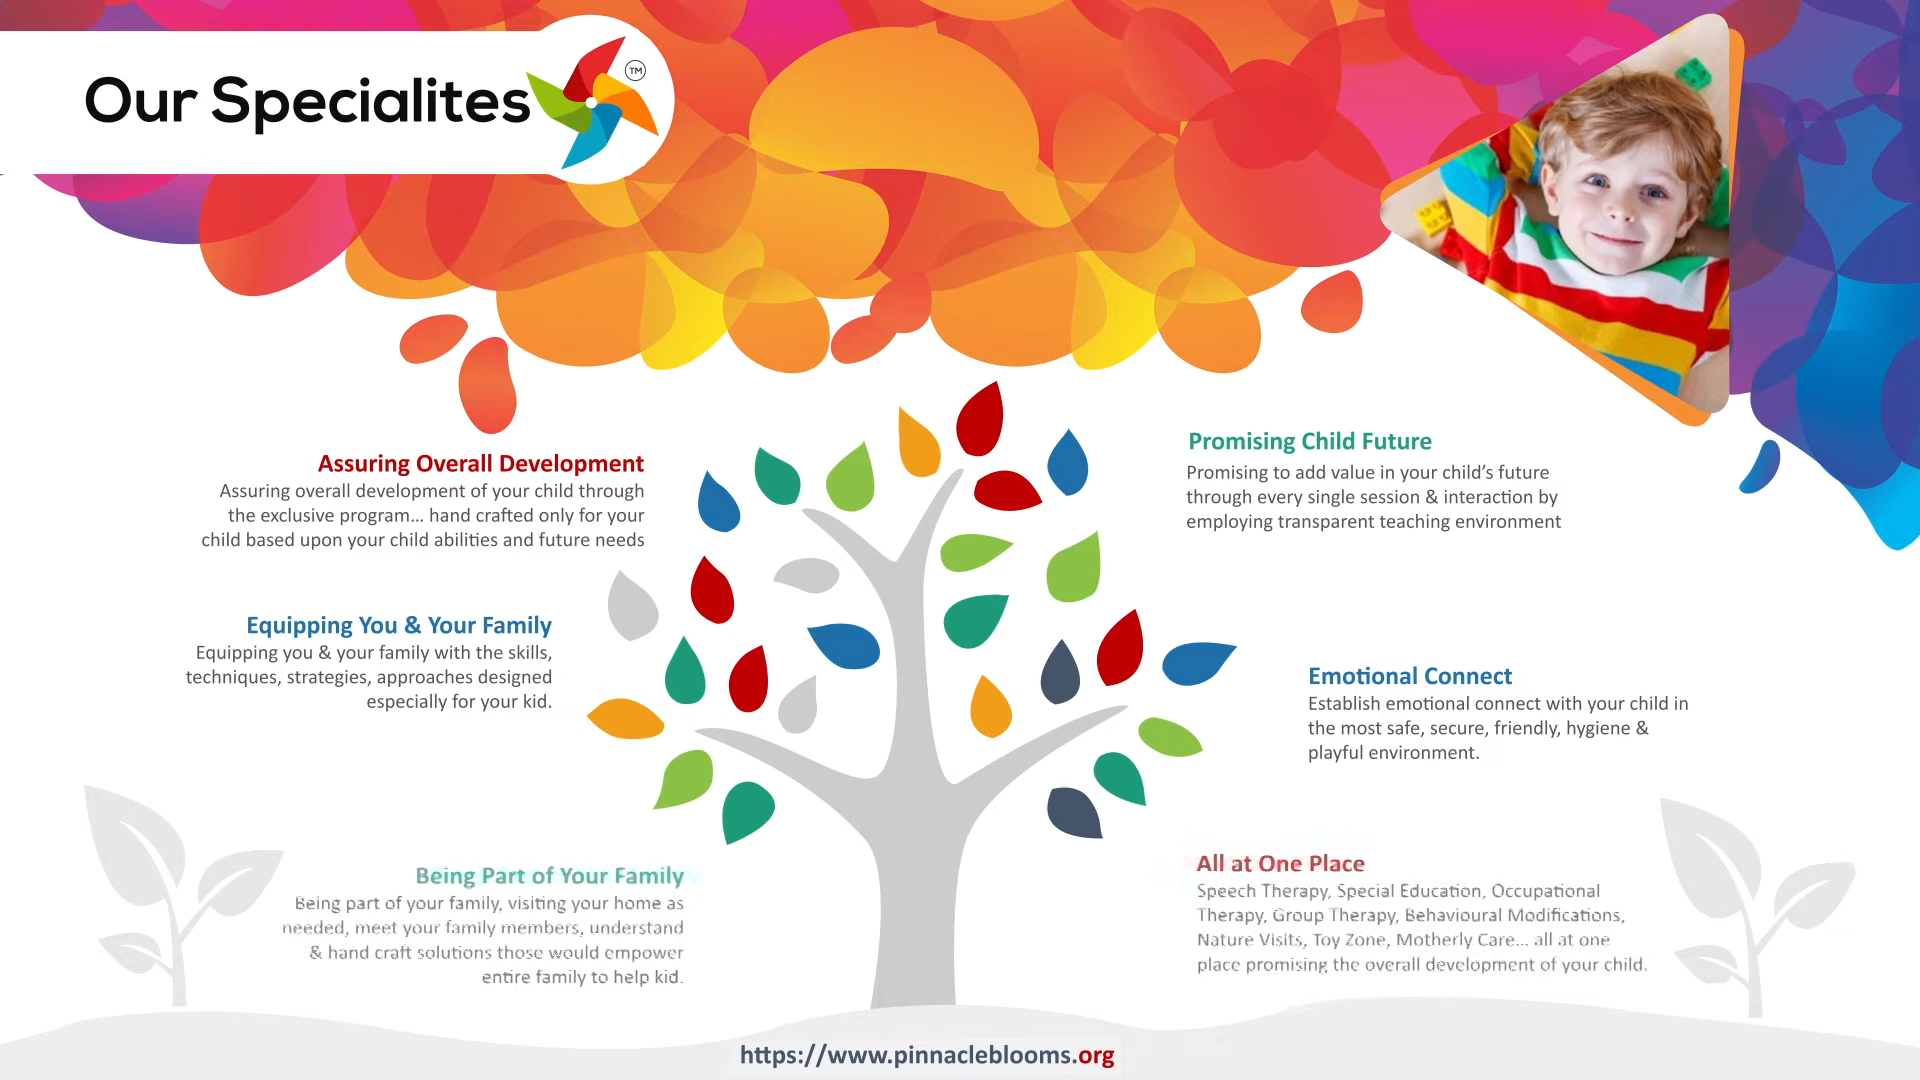 Our Specialites
TM
Assuring Overall Development
Assuring overall development of your child through
the exclusive program... hand crafted only for your
child based upon your child abilities and future needs
Equipping You & Your Family
Equipping you & your family with the skills,
techniques, strategies, approaches designed
especially for your kid.
Being Part of Your Family
Being part of your family, visiting your home as
needed, meet your family members, understand
& hand craft solutions those would empower
entire family to help kid.
Promising Child Future
Promising to add value in your child’s future
through every single session & interaction by
employing transparent teaching environment
Emotional Connect
Establish emotional connect with your child in
the most safe, secure, friendly, hygiene &
playful environment.
All at One Place
Speech Therapy, Special Education, Occupational
Therapy, Group Therapy, Behavioural Modifications,
Nature Visits, Toy Zone, Motherly Care... all at one
place promising the overall development of your child.
https://www.pinnacleblooms.org